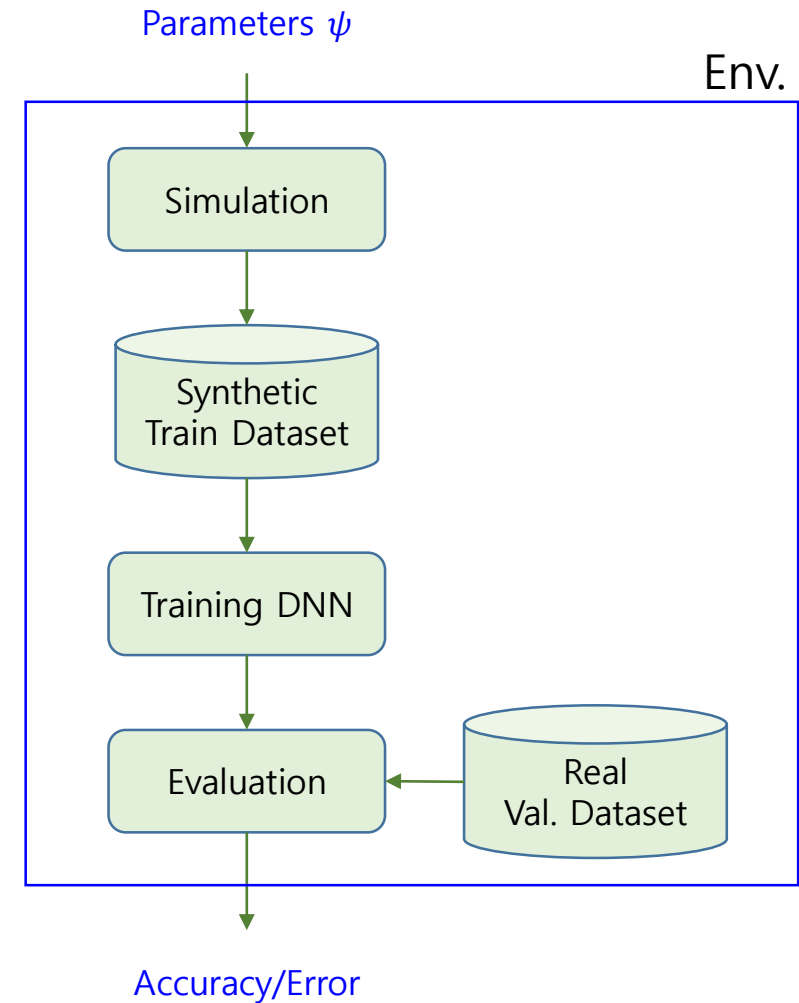 Parameters ψ
Env.
Simulation
Synthetic
Train Dataset
Training DNN
Evaluation
Real
Val. Dataset
Accuracy/Error